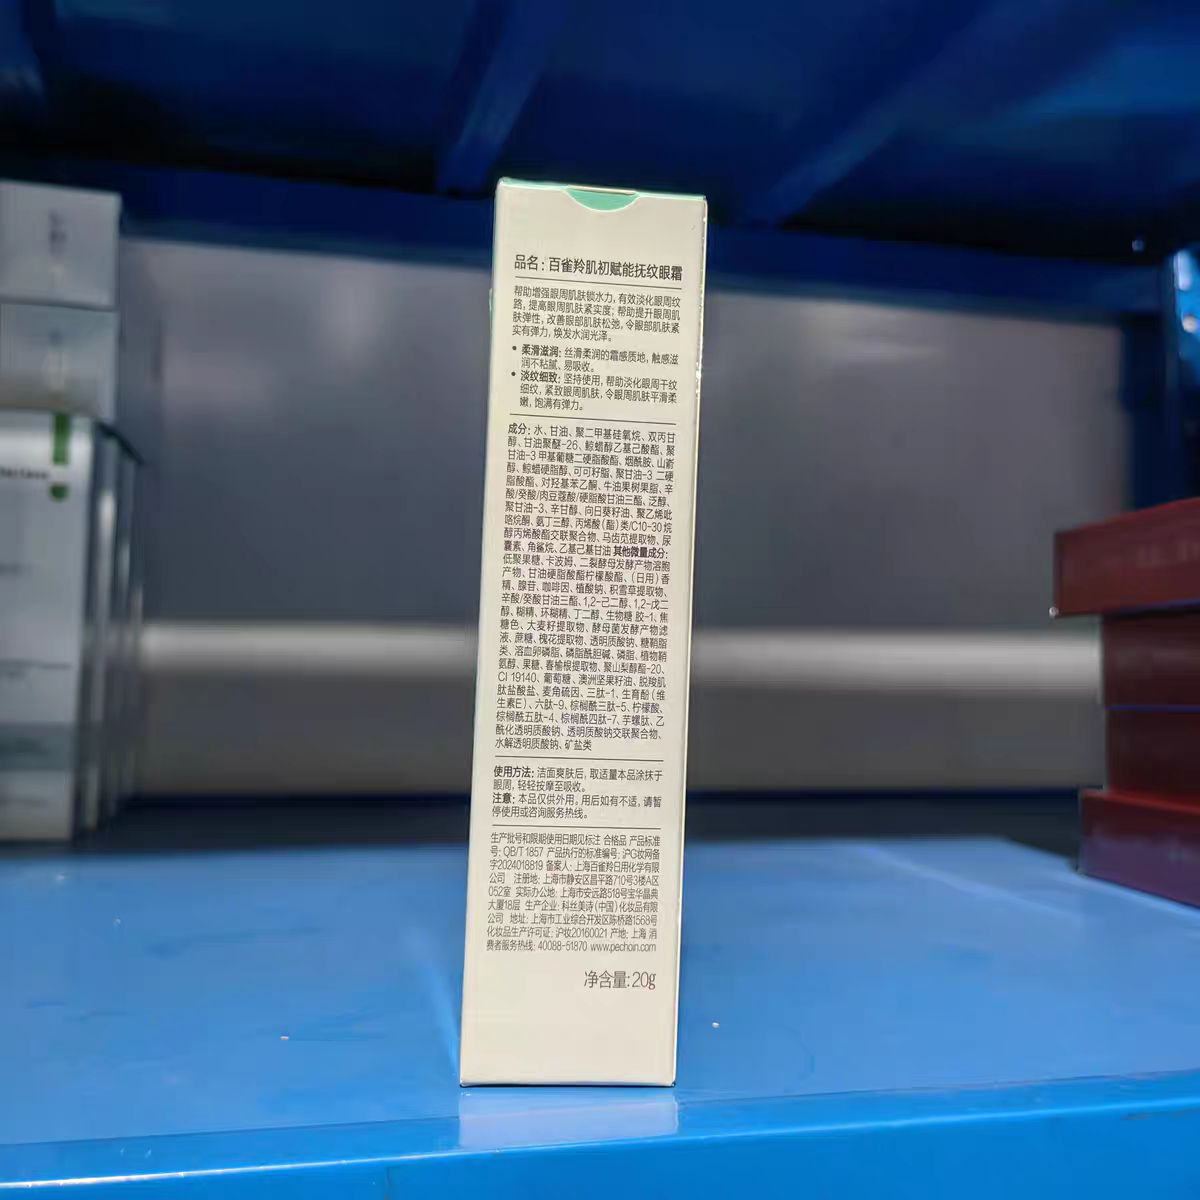 品名：百雀羚肌初赋能抚纹眼霜
帮助增强眼周肌肤锁水力，有效淡化眼周纹
路，提高眼周肌肤紧实度；帮助提升眼周肌
肤弹性，改善眼部肌肤松弛，令眼部肌肤紧
实有弹力，焕发水润光泽。
• 柔滑滋润：丝滑柔润的霜感质地，触感滋
润不粘腻、易吸收。
• 淡纹细致：坚持使用，帮助淡化眼周干纹
细纹，紧致眼周肌肤，令眼周肌肤平滑柔
嫩，饱满有弹力。
成分：水、甘油、聚二甲基硅氧烷、双丙甘
醇、甘油聚醚-26、鲸蜡醇乙基己酸酯、聚
甘油-3 甲基葡糖二硬脂酸酯、烟酰胺、山嵛
醇、鲸蜡硬脂醇、可可籽脂、聚甘油-3 二硬
脂酸酯、对羟基苯乙酮、牛油果树果脂、辛
酸/癸酸/肉豆蔻酸/硬脂酸甘油三酯、泛醇、
聚甘油-3、辛甘醇、向日葵籽油、聚乙烯吡
咯烷酮、氨丁三醇、丙烯酸（酯）类/C10-30 烷
醇丙烯酸酯交联聚合物、马齿苋提取物、尿
囊素、角鲨烷、乙基己基甘油 其他微量成分：
低聚果糖、卡波姆、二裂酵母发酵产物溶胞
产物、甘油硬脂酸酯柠檬酸酯、（日用）香
精、腺苷、咖啡因、植酸钠、积雪草提取物、
辛酸/癸酸甘油三酯、1,2-己二醇、1,2-戊二
醇、糊精、环糊精、丁二醇、生物糖胶-1、焦
糖色、大麦籽提取物、酵母菌发酵产物滤
液、蔗糖、槐花提取物、透明质酸钠、糖鞘脂
类、溶血卵磷脂、磷脂酰胆碱、磷脂、植物鞘
氨醇、果糖、春榆根提取物、聚山梨醇酯-20、
CI 19140、葡萄糖、澳洲坚果籽油、脱羧肌
肽盐酸盐、麦角硫因、三肽-1、生育酚（维
生素E）、六肽-9、棕榈酰三肽-5、柠檬酸、
棕榈酰五肽-4、棕榈酰四肽-7、芋螺肽、乙
酰化透明质酸钠、透明质酸钠交联聚合物、
水解透明质酸钠、矿盐类
使用方法：洁面爽肤后，取适量本品涂抹于
眼周，轻轻按摩至吸收。
注意：本品仅供外用。用后如有不适，请暂
停使用或咨询服务热线。
生产批号和限期使用日期见标注 合格品 产品标准
号：QB/T 1857 产品执行的标准编号：沪G妆网备
字2024018819 备案人：上海百雀羚日用化学有限
公司 注册地：上海市静安区昌平路710号3楼A区
052室 实际办公地：上海市安远路518号宝华晶典
大厦18层 生产企业：科丝美诗（中国）化妆品有限
公司 地址：上海市工业综合开发区陈桥路1568号
化妆品生产许可证：沪妆20160021 产地：上海 消
费者服务热线：40088-51870 www.pechoin.com
净含量：20g